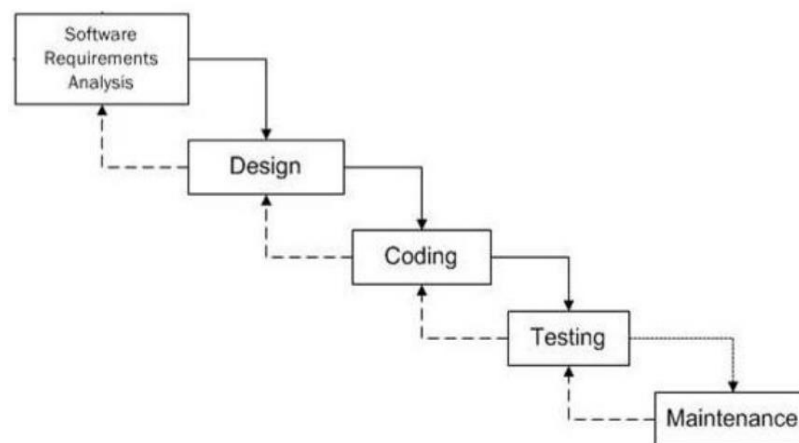 Software
Requirements
Analysis
Design
Coding
Testing
Maintenance